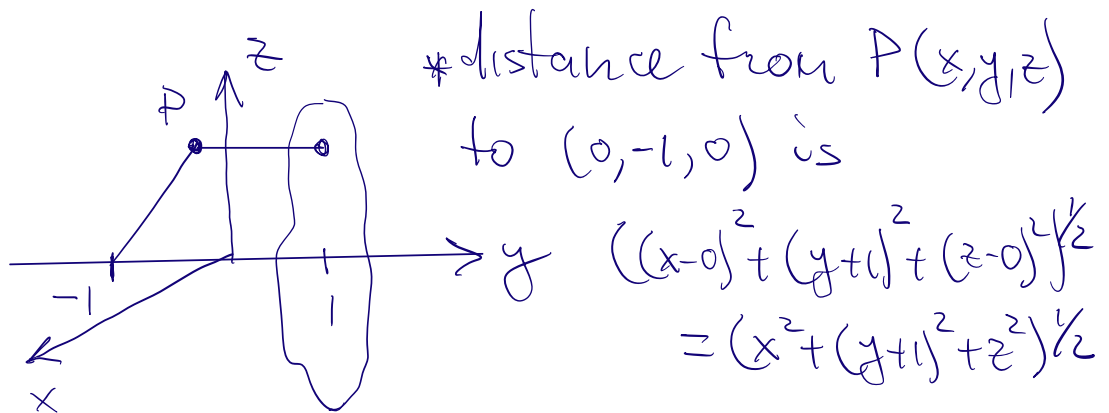 z
P
-1
1
y
x
*distance from P(x,y,z)
to (0,-1,0) is
((x-0)²+(y+1)²+(z-0)²)^1/2
=(x²+(y+1)²+z²)^1/2